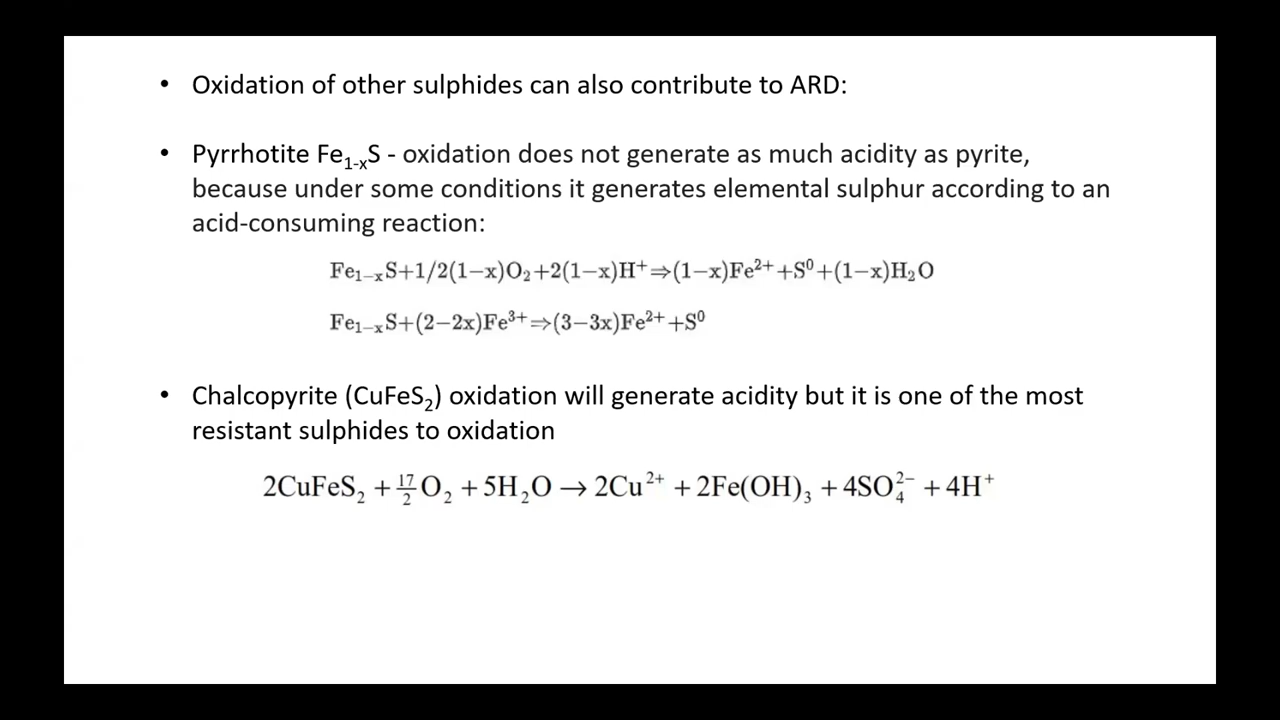 • Oxidation of other sulphides can also contribute to ARD:
• Pyrrhotite Fe₁₋ₓS - oxidation does not generate as much acidity as pyrite,
because under some conditions it generates elemental sulphur according to an
acid-consuming reaction:
Fe₁₋ₓS+1/2(1−x)O₂+2(1−x)H⁺⇒(1−x)Fe²⁺+S⁰+(1−x)H₂O
Fe₁₋ₓS+(2−2x)Fe³⁺⇒(3−3x)Fe²⁺+S⁰
• Chalcopyrite (CuFeS₂) oxidation will generate acidity but it is one of the most
resistant sulphides to oxidation
2CuFeS₂ + 17/2 O₂ + 5H₂O → 2Cu²⁺ + 2Fe(OH)₃ + 4SO₄²⁻ + 4H⁺